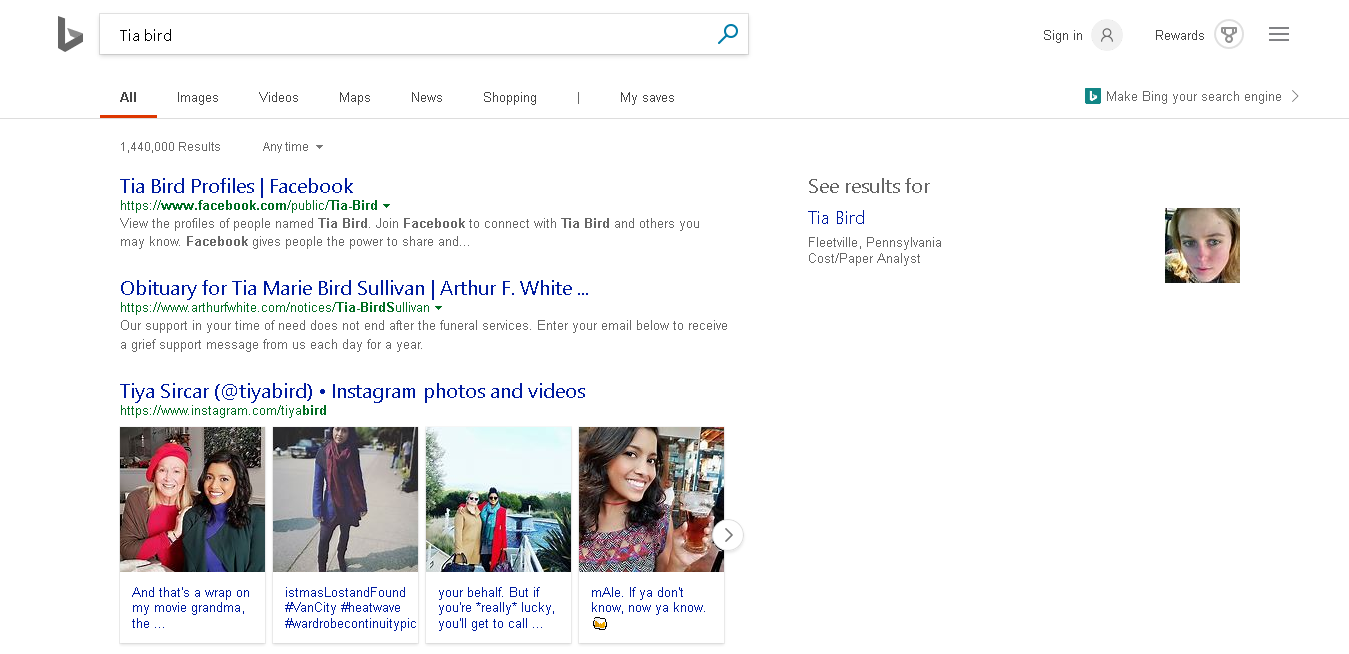 Tia bird
Sign in
Rewards
All Images Videos Maps News Shopping | My saves
Make Bing your search engine
1,440,000 Results Any time
Tia Bird Profiles | Facebook
https://www.facebook.com/public/Tia-Bird
View the profiles of people named Tia Bird. Join Facebook to connect with Tia Bird and others you
may know. Facebook gives people the power to share and...
Obituary for Tia Marie Bird Sullivan | Arthur F. White ...
https://www.arthurfwhite.com/notices/Tia-BirdSullivan
Our support in your time of need does not end after the funeral services. Enter your email below to receive
a grief support message from us each day for a year.
Tiya Sircar (@tiyabird) • Instagram photos and videos
https://www.instagram.com/tiyabird
And that's a wrap on
my movie grandma,
the ...
istmasLostandFound
#VanCity #heatwave
#wardrobecontinuitypic
your behalf. But if
you're *really* lucky,
you'll get to call ...
mAle. If ya don't
know, now ya know.
🍻
See results for
Tia Bird
Fleetville, Pennsylvania
Cost/Paper Analyst